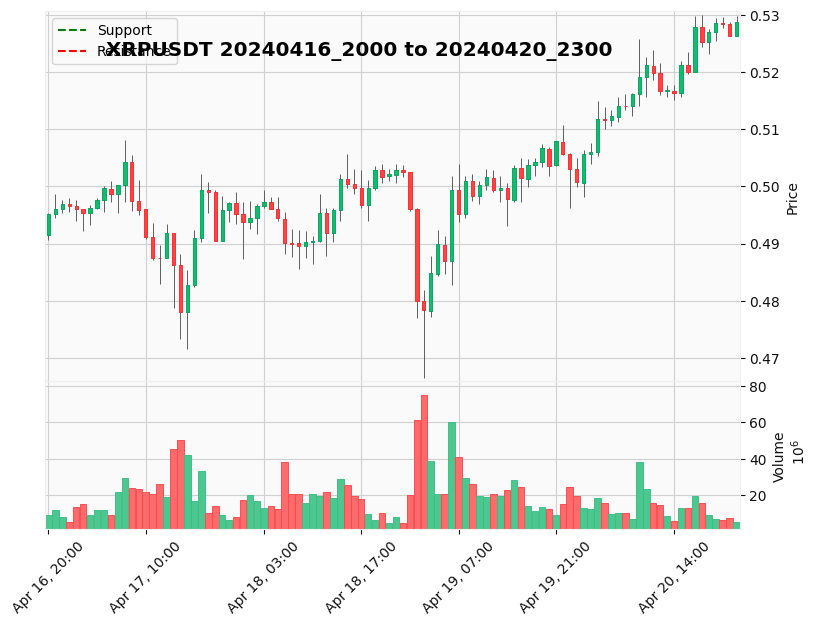 Support
Resistance
XRPUSDT 20240416_2000 to 20240420_2300
0.53
0.52
0.51
0.50
0.49
0.48
0.47
Price
80
60
40
20
Volume
10^6
Apr 16, 20:00
Apr 17, 10:00
Apr 18, 03:00
Apr 18, 17:00
Apr 19, 07:00
Apr 19, 21:00
Apr 20, 14:00